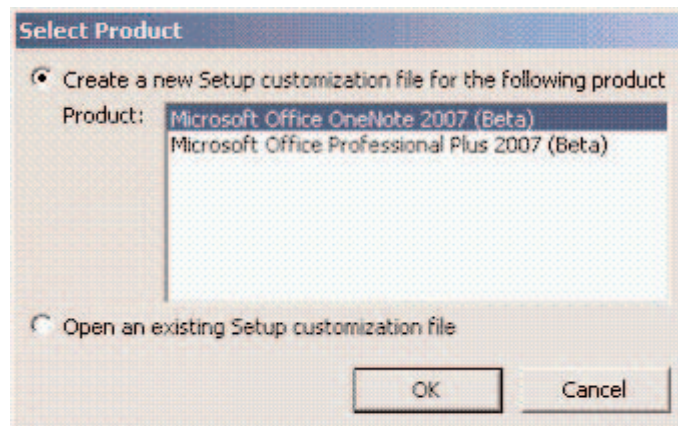 Select Product
Create a new Setup customization file for the following product
Product:
Microsoft Office OneNote 2007 (Beta)
Microsoft Office Professional Plus 2007 (Beta)
Open an existing Setup customization file
OK
Cancel